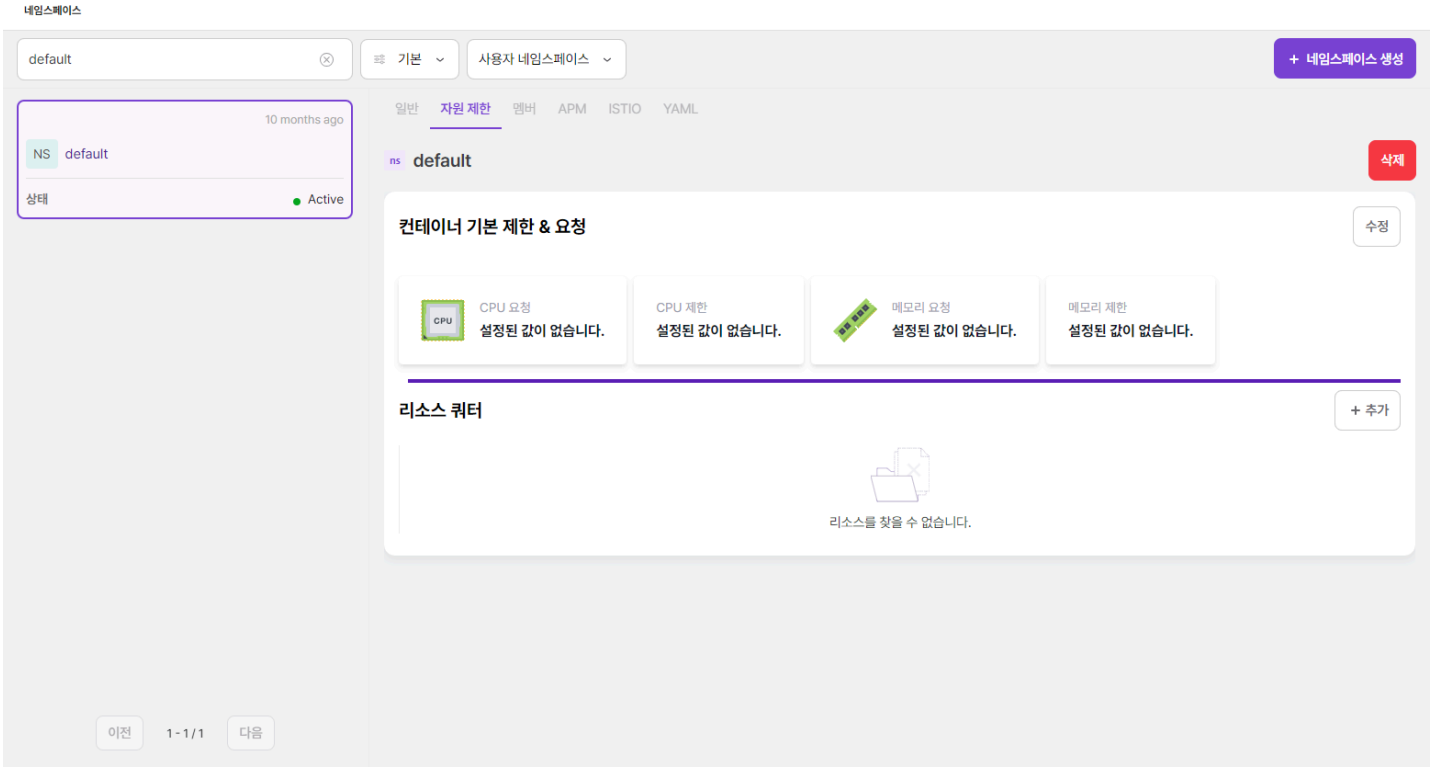 네임스페이스
default
기본
사용자 네임스페이스
+ 네임스페이스 생성
10 months ago
NS default
상태
Active
일반 자원 제한 멤버 APM ISTIO YAML
ns default
삭제
컨테이너 기본 제한 & 요청
수정
CPU
CPU 요청
설정된 값이 없습니다.
CPU 제한
설정된 값이 없습니다.
메모리 요청
설정된 값이 없습니다.
메모리 제한
설정된 값이 없습니다.
리소스 쿼터
+ 추가
리소스를 찾을 수 없습니다.
이전 1 - 1 / 1 다음